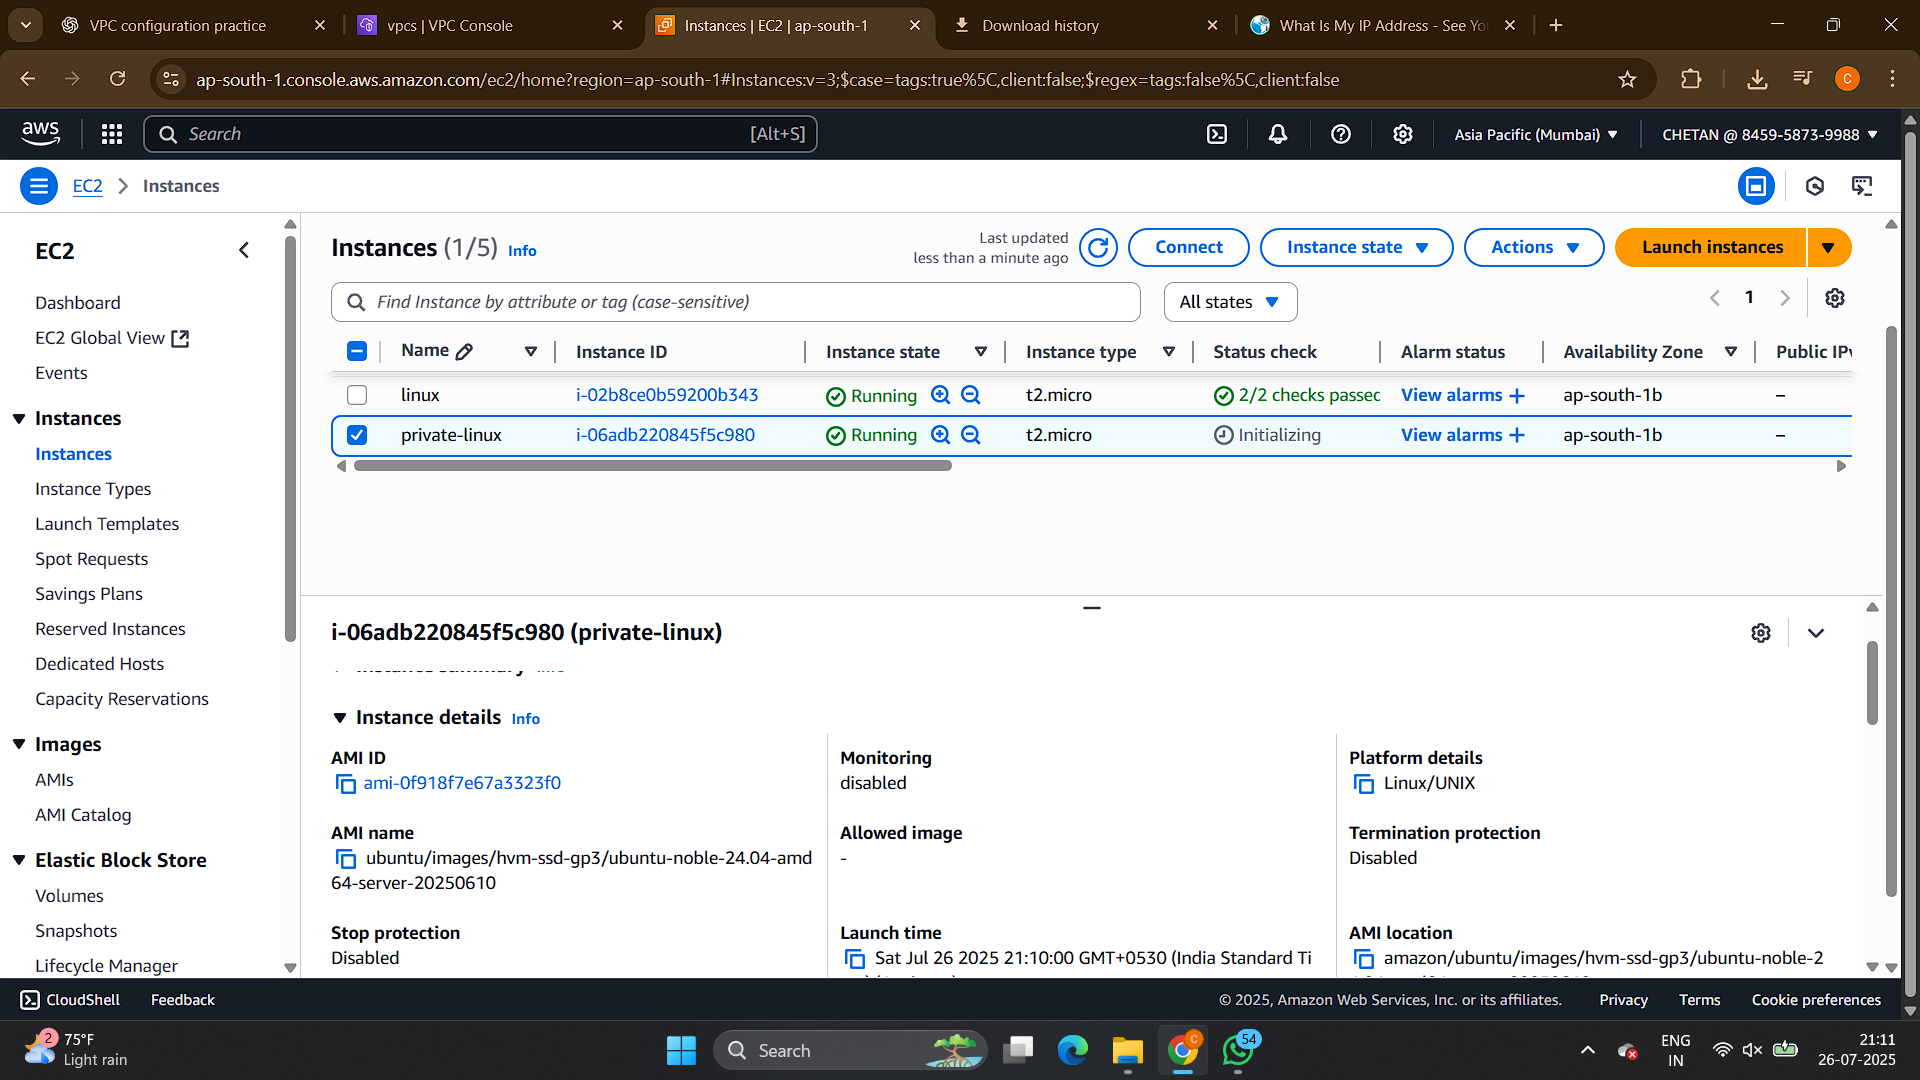 VPC configuration practice
vpcs | VPC Console
Instances | EC2 | ap-south-1
Download history
What Is My IP Address - See Yo
ap-south-1.console.aws.amazon.com/ec2/home?region=ap-south-1#Instances:v=3;$case=tags:true%5C,client:false;$regex=tags:false%5C,client:false
C
aws
Search
[Alt+S]
Asia Pacific (Mumbai)
CHETAN @ 8459-5873-9988
EC2
Instances
EC2
Dashboard
EC2 Global View
Events
Instances
Instances
Instance Types
Launch Templates
Spot Requests
Savings Plans
Reserved Instances
Dedicated Hosts
Capacity Reservations
Images
AMIs
AMI Catalog
Elastic Block Store
Volumes
Snapshots
Lifecycle Manager
Instances (1/5) Info
Last updated
less than a minute ago
Connect
Instance state
Actions
Launch instances
Find Instance by attribute or tag (case-sensitive)
All states
1
Name Instance ID Instance state Instance type Status check Alarm status Availability Zone Public IPv
linux i-02b8ce0b59200b343 Running t2.micro 2/2 checks passec View alarms + ap-south-1b –
private-linux i-06adb220845f5c980 Running t2.micro Initializing View alarms + ap-south-1b –
i-06adb220845f5c980 (private-linux)
Instance details Info
AMI ID
ami-0f918f7e67a3323f0
Monitoring
disabled
Platform details
Linux/UNIX
AMI name
ubuntu/images/hvm-ssd-gp3/ubuntu-noble-24.04-amd
64-server-20250610
Allowed image
-
Termination protection
Disabled
Stop protection
Disabled
Launch time
Sat Jul 26 2025 21:10:00 GMT+0530 (India Standard Ti
AMI location
amazon/ubuntu/images/hvm-ssd-gp3/ubuntu-noble-2
CloudShell
Feedback
© 2025, Amazon Web Services, Inc. or its affiliates.
Privacy
Terms
Cookie preferences
2
75°F
Light rain
Search
C
54
ENG
IN
21:11
26-07-2025